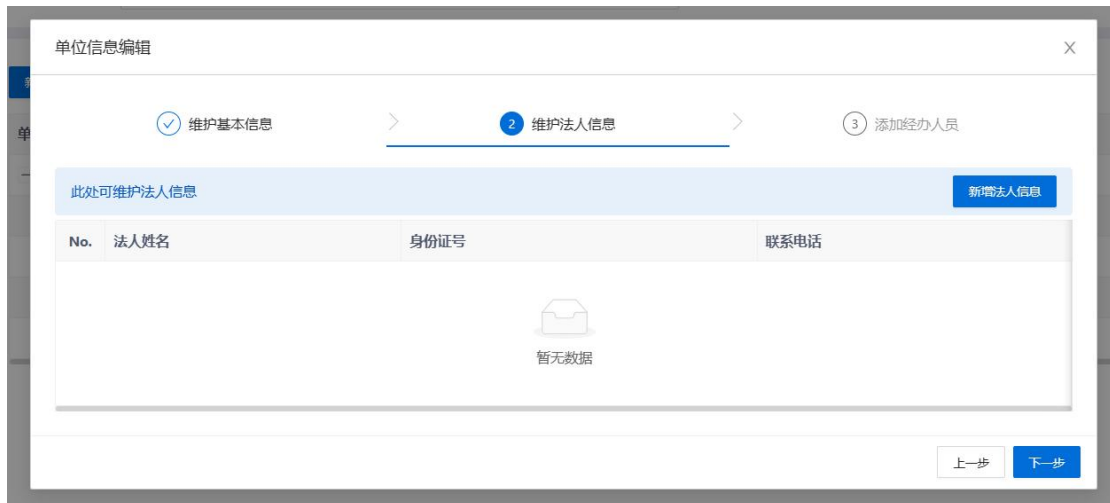 单位信息编辑
维护基本信息
2 维护法人信息
3 添加经办人员
此处可维护法人信息
新增法人信息
No. 法人姓名 身份证号 联系电话
暂无数据
上一步 下一步
单